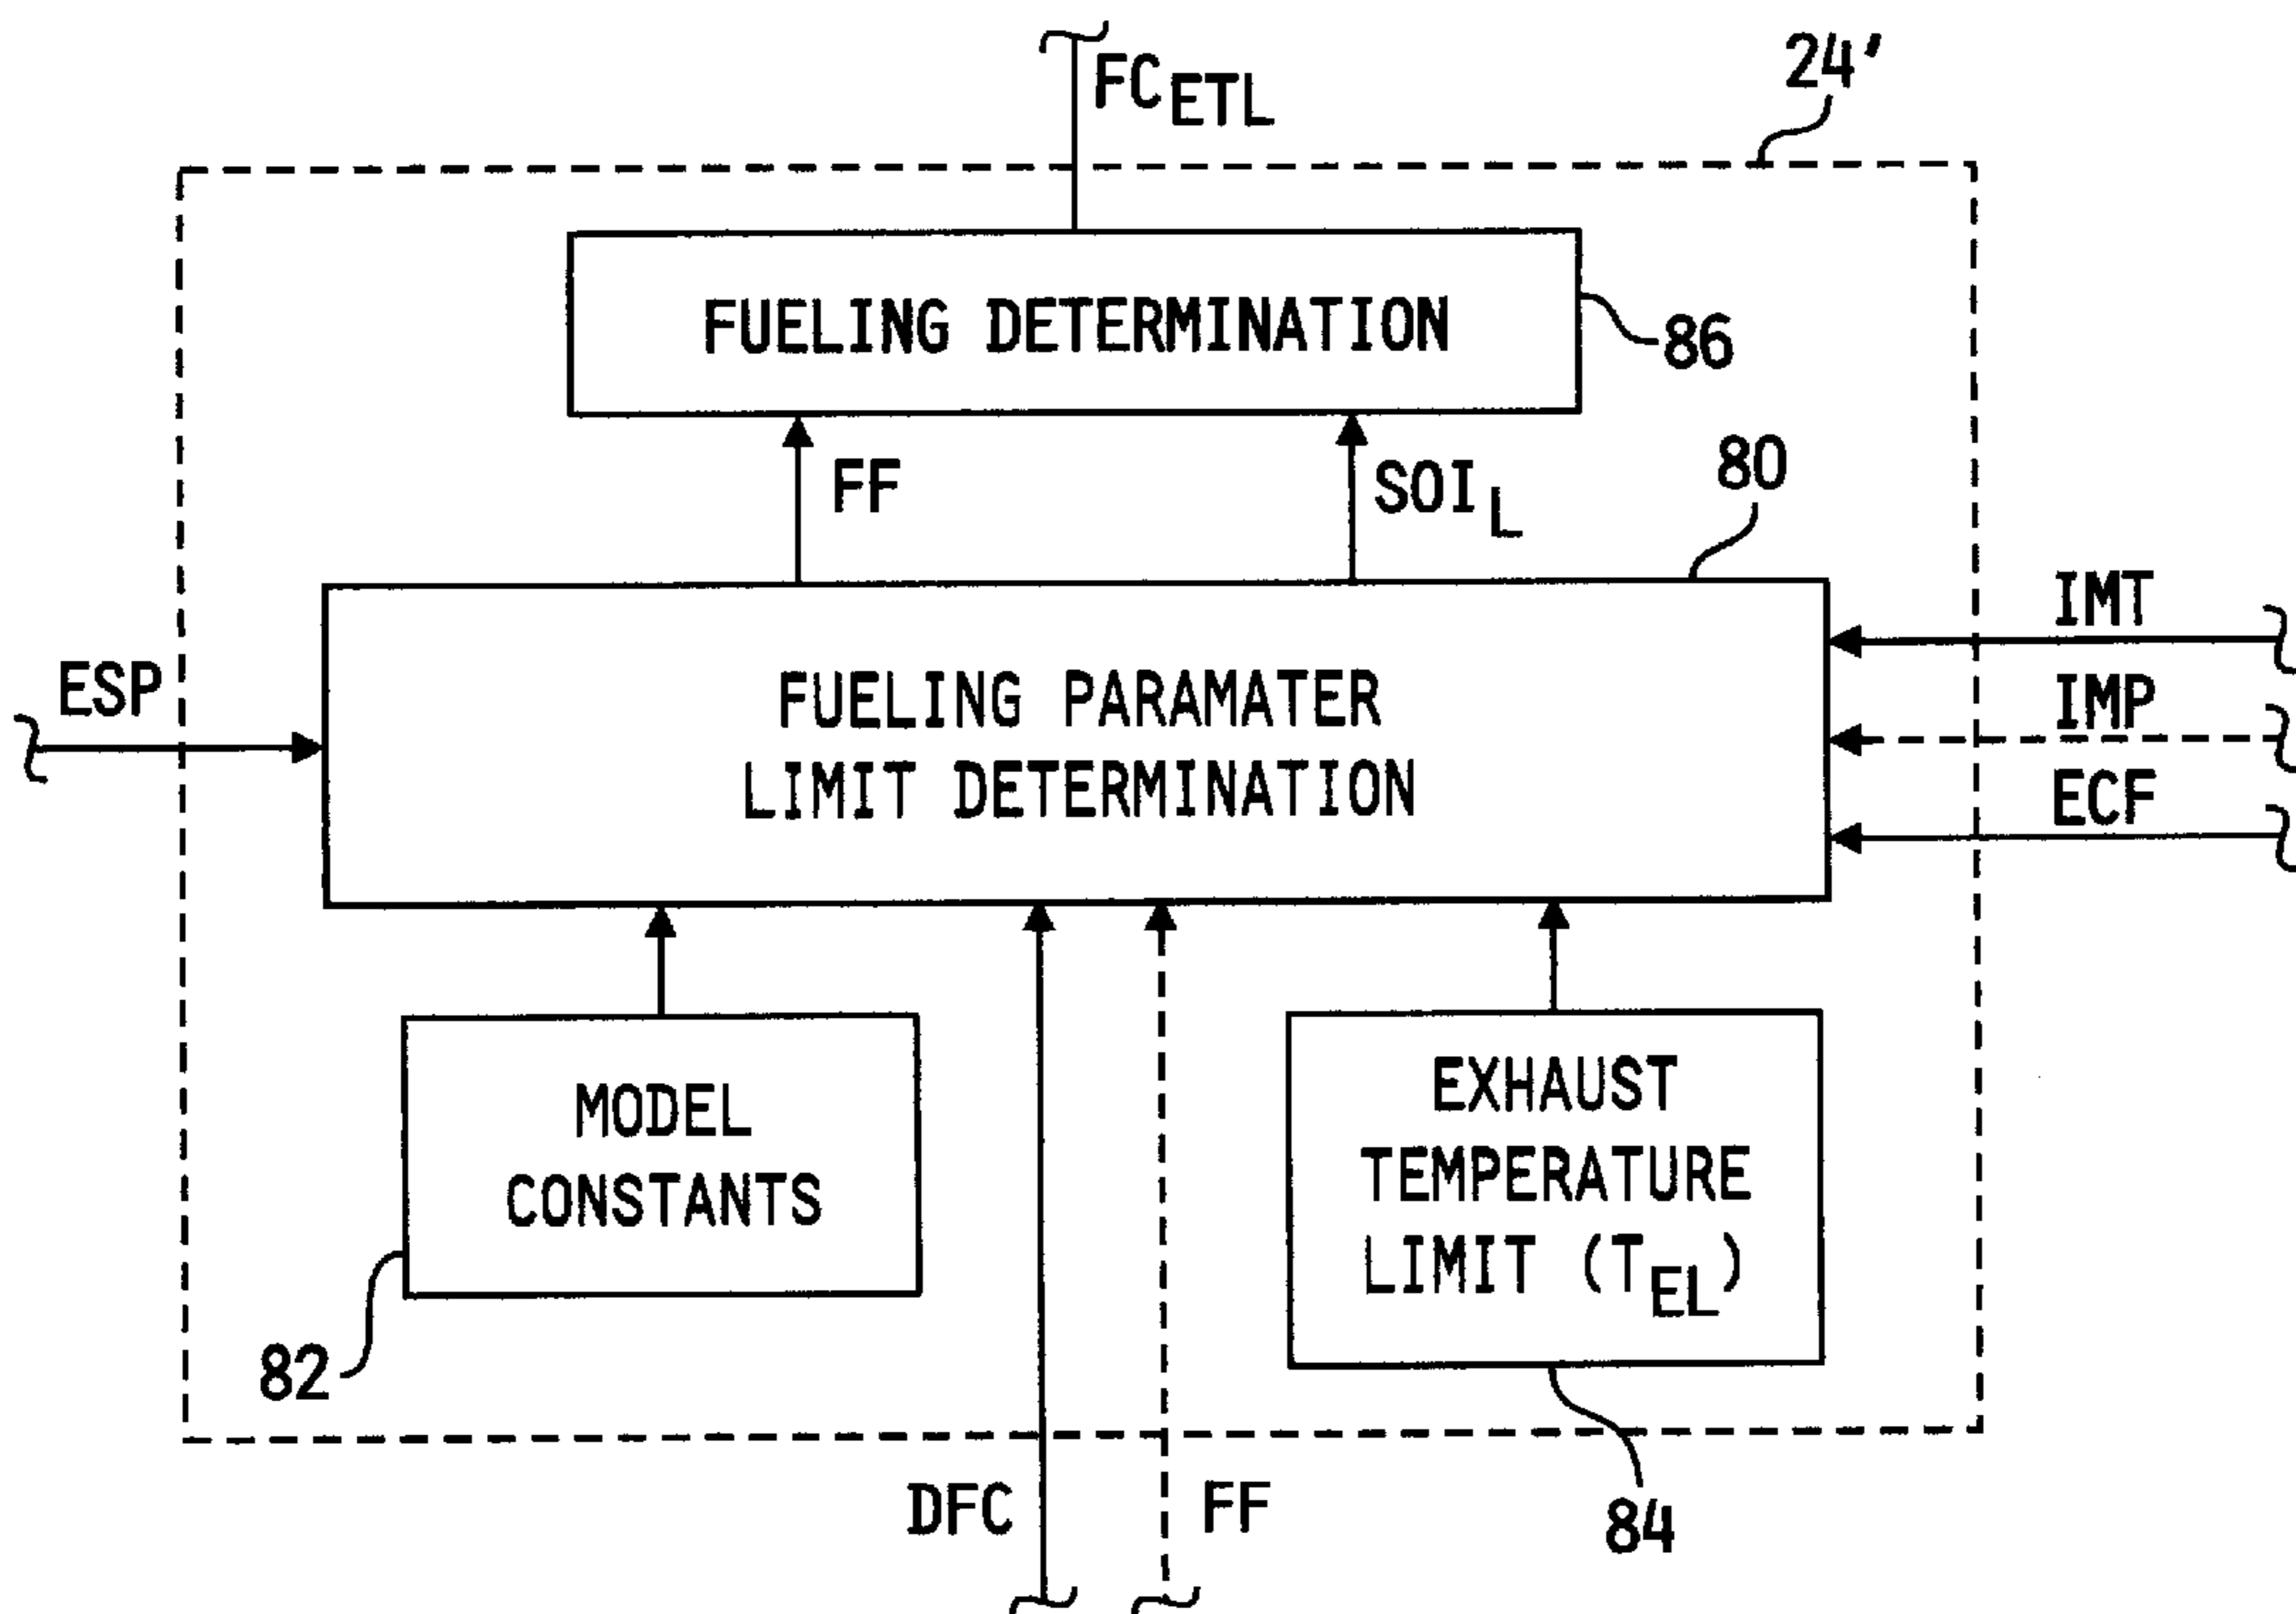 24'
FC ETL
FUELING DETERMINATION
86
FF
SOI L
80
IMT
ESP
IMP
FUELING PARAMATER
LIMIT DETERMINATION
ECF
MODEL
CONSTANTS
EXHAUST
TEMPERATURE
LIMIT (T EL)
82
DFC
FF
84